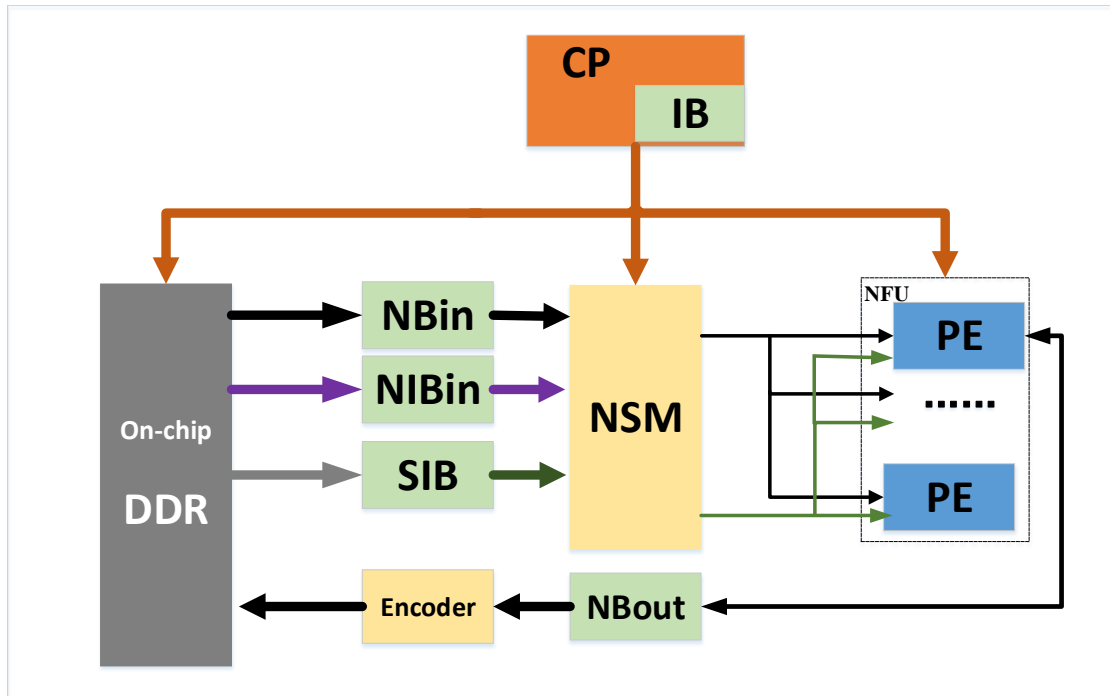 CP
IB
NBin
NIBin
SIB
On-chip
DDR
NSM
NFU
PE
......
PE
Encoder
NBout